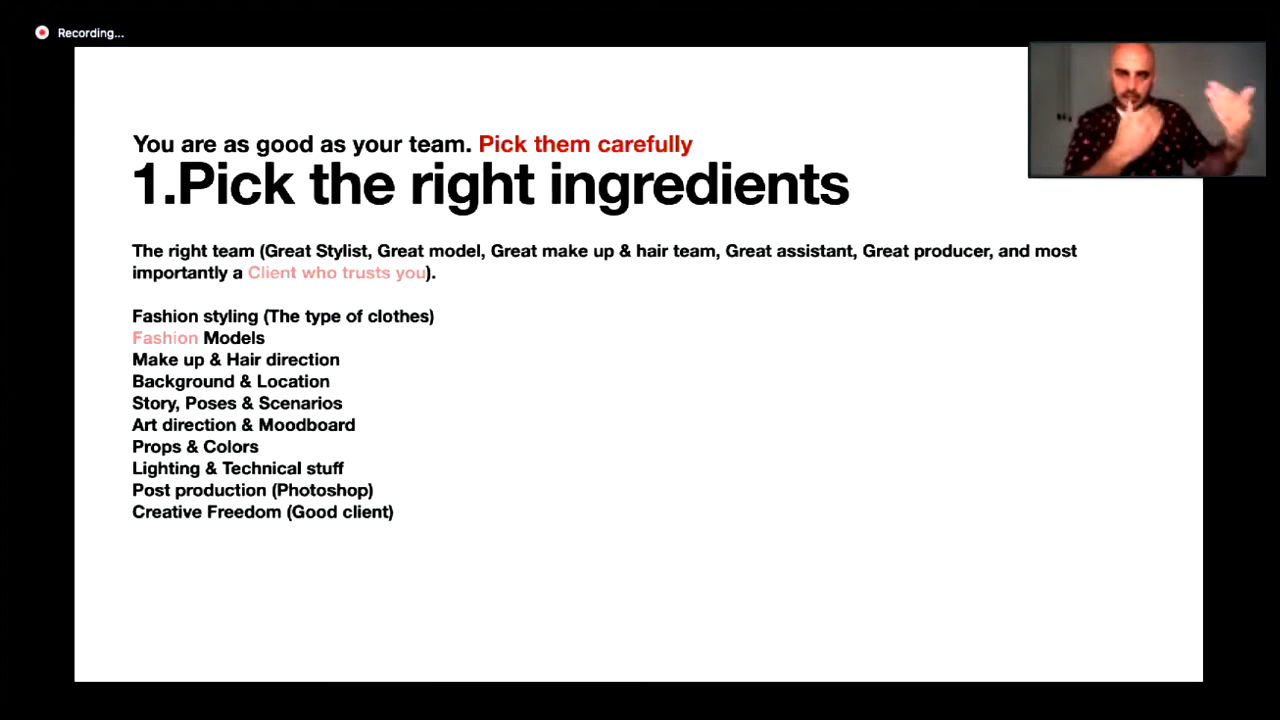 Recording...
You are as good as your team. Pick them carefully
1.Pick the right ingredients
The right team (Great Stylist, Great model, Great make up & hair team, Great assistant, Great producer, and most
importantly a Client who trusts you).
Fashion styling (The type of clothes)
Fashion Models
Make up & Hair direction
Background & Location
Story, Poses & Scenarios
Art direction & Moodboard
Props & Colors
Lighting & Technical stuff
Post production (Photoshop)
Creative Freedom (Good client)